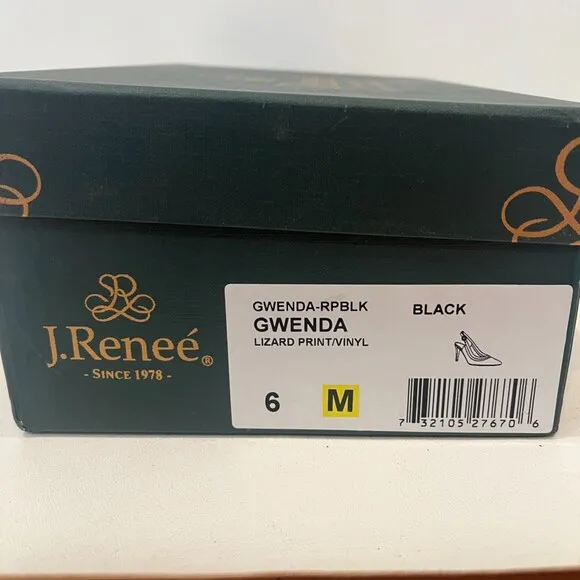 J.Reneé®
- SINCE 1978 -
GWENDA-RPBLK BLACK
GWENDA
LIZARD PRINT/VINYL
6 M
7 32105 27670 6